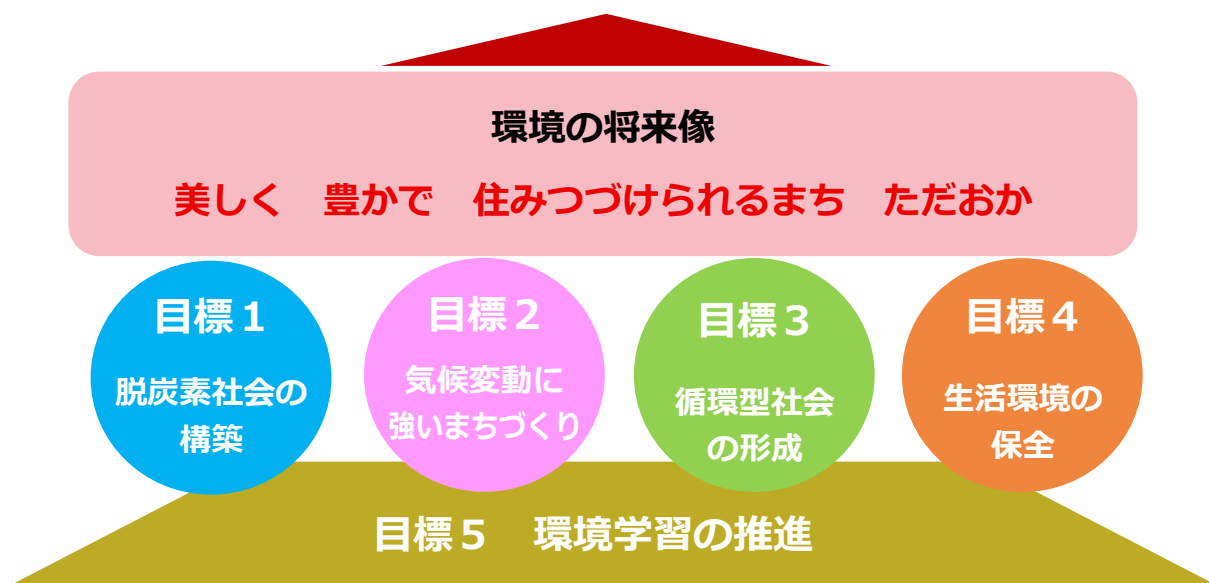 環境の将来像
美しく　豊かで　住みつづけられるまち　ただおか
目標１
脱炭素社会の
構築
目標２
気候変動に
強いまちづくり
目標３
循環型社会
の形成
目標４
生活環境の
保全
目標５　環境学習の推進